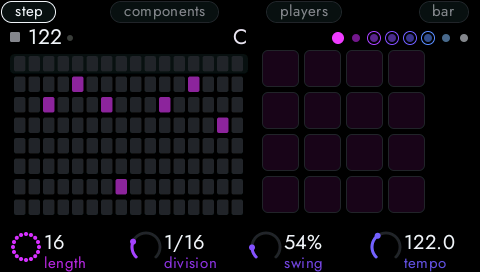 step components players bar
122 C
16 1/16 54% 122.0
length division swing tempo